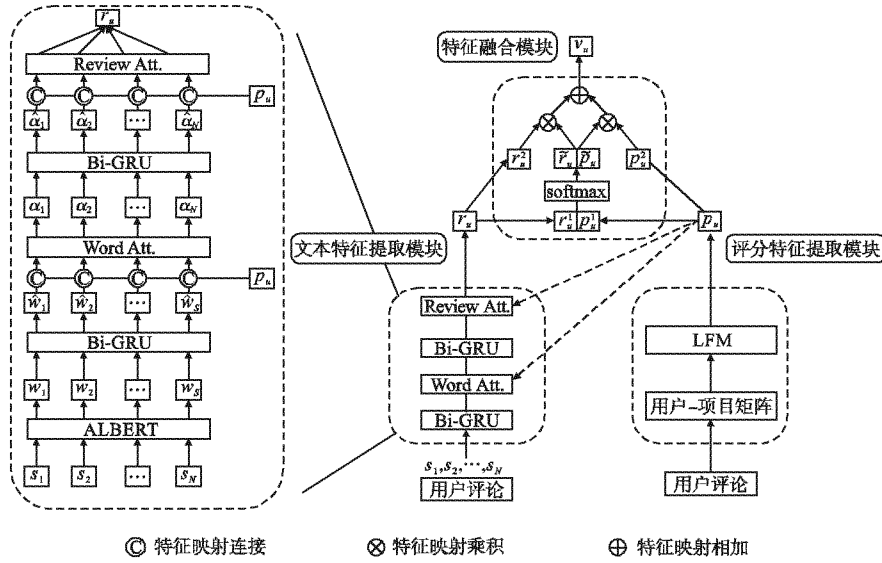 r_u
Review Att.
© © © © p_u
α̂_1 α̂_2 ⋯ α̂_N
Bi-GRU
α_1 α_2 ⋯ α_N
Word Att.
© © © © p_u
ŵ_1 ŵ_2 ⋯ ŵ_S
Bi-GRU
w_1 w_2 ⋯ w_S
ALBERT
s_1 s_2 ⋯ s_N
特征融合模块 v_u
⊕
⊗ ⊗
r_u^2 r̃_u p̃_u p_u^2
softmax
r_u r_u^1 p_u^1 p_u
文本特征提取模块
评分特征提取模块
Review Att.
Bi-GRU
Word Att.
Bi-GRU
s_1,s_2,⋯,s_N
用户评论
LFM
用户-项目矩阵
用户评论
© 特征映射连接 ⊗ 特征映射乘积 ⊕ 特征映射相加